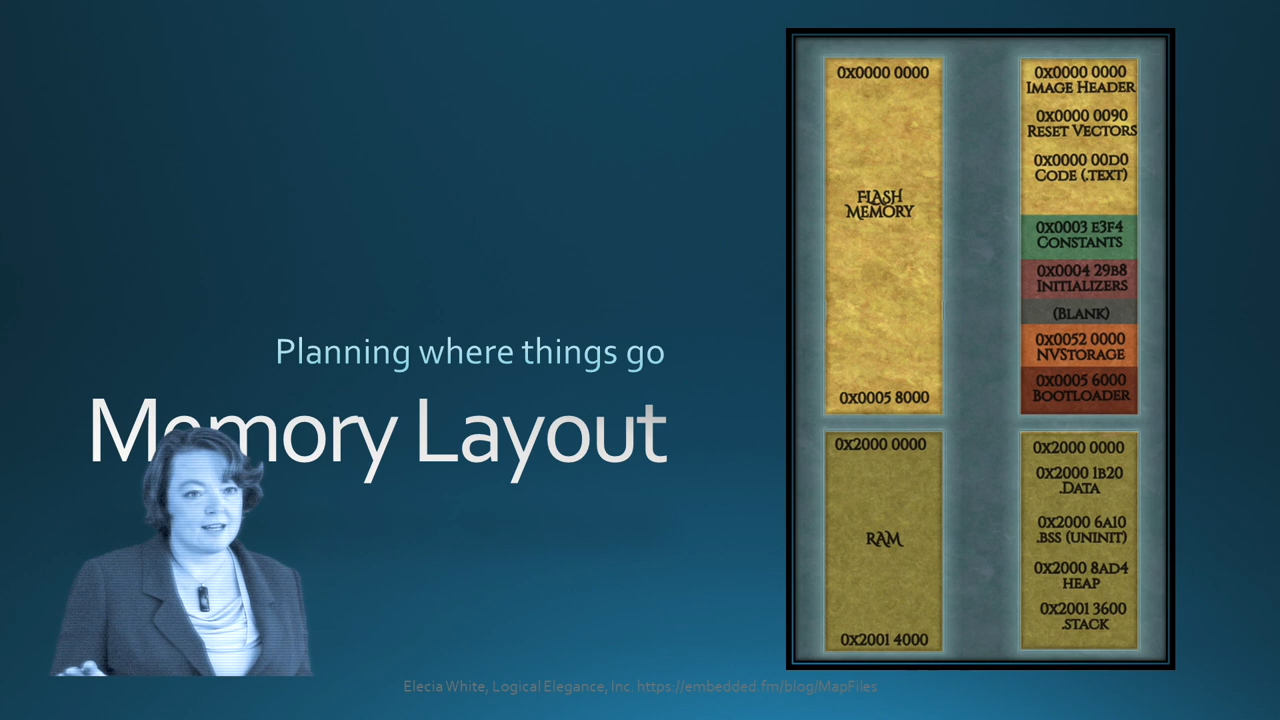 Planning where things go
Memory Layout
0x0000 0000
FLASH
MEMORY
0x0005 8000
0x2000 0000
RAM
0x2001 4000
0x0000 0000
IMAGE HEADER
0x0000 0090
RESET VECTORS
0x0000 00D0
CODE (.TEXT)
0x0003 E3F4
CONSTANTS
0x0004 29B8
INITIALIZERS
(BLANK)
0x0052 0000
NVSTORAGE
0x0005 6000
BOOTLOADER
0x2000 0000
0x2000 1B20
.DATA
0x2000 6A10
.BSS (UNINIT)
0x2000 8AD4
HEAP
0x2001 3600
.STACK
Elecia White, Logical Elegance, Inc. https://embedded.fm/blog/MapFiles